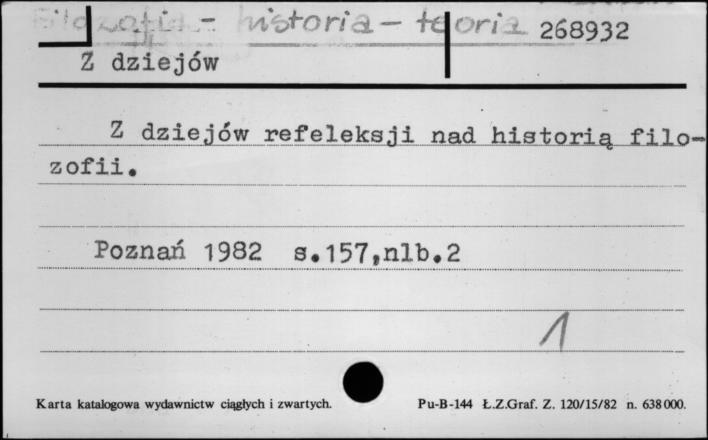 Filozofia - historia - teoria 268932
Z dziejów
Z dziejów refeleksji nad historią filo-
zofii.
Poznań 1982 s.157,nlb.2
1
Karta katalogowa wydawnictw ciągłych i zwartych. Pu-B-144 Ł.Z.Graf. Z. 120/15/82 n. 638000.